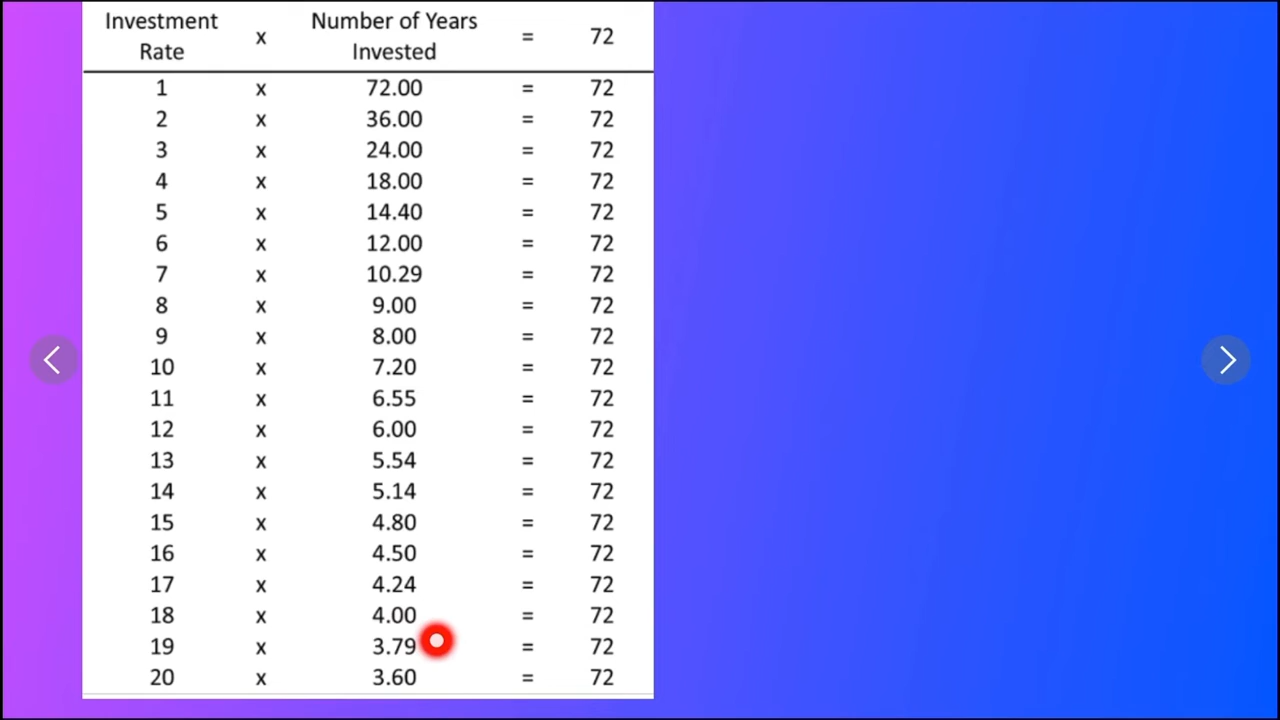 Investment Rate x Number of Years Invested = 72
1 x 72.00 = 72
2 x 36.00 = 72
3 x 24.00 = 72
4 x 18.00 = 72
5 x 14.40 = 72
6 x 12.00 = 72
7 x 10.29 = 72
8 x 9.00 = 72
9 x 8.00 = 72
10 x 7.20 = 72
11 x 6.55 = 72
12 x 6.00 = 72
13 x 5.54 = 72
14 x 5.14 = 72
15 x 4.80 = 72
16 x 4.50 = 72
17 x 4.24 = 72
18 x 4.00 = 72
19 x 3.79 = 72
20 x 3.60 = 72